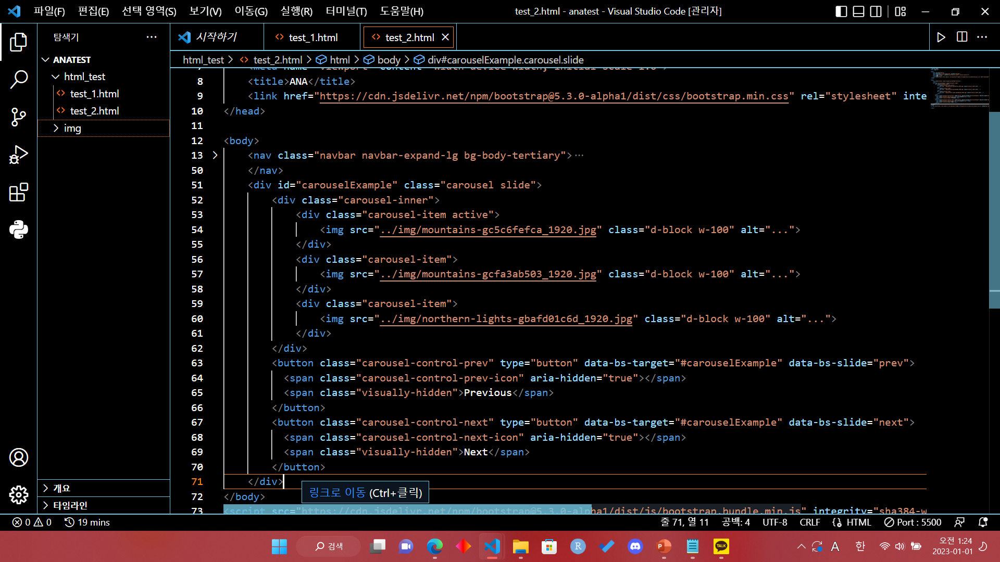 파일(F) 편집(E) 선택 영역(S) 보기(V) 이동(G) 실행(R) 터미널(T) 도움말(H) test_2.html - anatest - Visual Studio Code [관리자]
탐색기
ANATEST
html_test
test_1.html
test_2.html
img
개요
타임라인
시작하기 test_1.html test_2.html
html_test > test_2.html > html > body > div#carouselExample.carousel.slide
8 <title>ANA</title>
9 <link href="https://cdn.jsdelivr.net/npm/bootstrap@5.3.0-alpha1/dist/css/bootstrap.min.css" rel="stylesheet" inte
10 </head>
11
12 <body>
13 <nav class="navbar navbar-expand-lg bg-body-tertiary">...
50 </nav>
51 <div id="carouselExample" class="carousel slide">
52 <div class="carousel-inner">
53 <div class="carousel-item active">
54 <img src="../img/mountains-gc5c6fefca_1920.jpg" class="d-block w-100" alt="...">
55 </div>
56 <div class="carousel-item">
57 <img src="../img/mountains-gcfa3ab503_1920.jpg" class="d-block w-100" alt="...">
58 </div>
59 <div class="carousel-item">
60 <img src="../img/northern-lights-gbafd01c6d_1920.jpg" class="d-block w-100" alt="...">
61 </div>
62 </div>
63 <button class="carousel-control-prev" type="button" data-bs-target="#carouselExample" data-bs-slide="prev">
64 <span class="carousel-control-prev-icon" aria-hidden="true"></span>
65 <span class="visually-hidden">Previous</span>
66 </button>
67 <button class="carousel-control-next" type="button" data-bs-target="#carouselExample" data-bs-slide="next">
68 <span class="carousel-control-next-icon" aria-hidden="true"></span>
69 <span class="visually-hidden">Next</span>
70 </button>
71 </div>
링크로 이동 (Ctrl+클릭)
72 </body>
73 <script src="https://cdn.jsdelivr.net/npm/bootstrap@5.3.0-alpha1/dist/js/bootstrap.bundle.min.js" integrity="sha384-w
0 0 19 mins 줄 71, 열 11 공백: 4 UTF-8 CRLF HTML Port : 5500
검색 R P TALK A 한 오전 1:24
2023-01-01